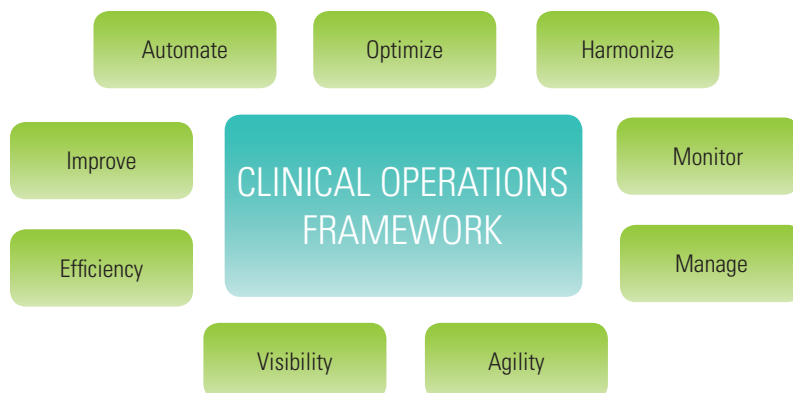 Automate
Optimize
Harmonize
Improve
CLINICAL OPERATIONS
FRAMEWORK
Monitor
Efficiency
Manage
Visibility
Agility